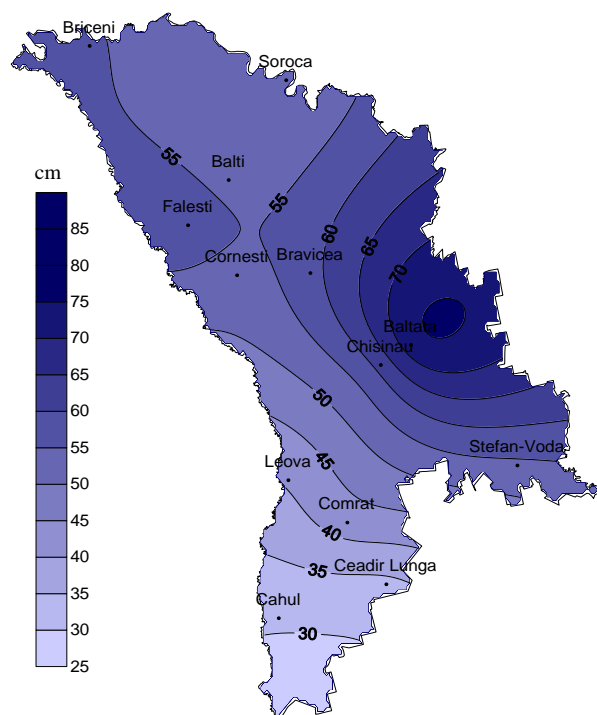 Briceni
Soroca
55
Balti
cm
55
Falesti
85
60
65
Cornesti
Bravicea
80
70
75
Baltata
70
Chisinau
65
60
50
55
Stefan-Voda
50
45
Leova
45
Comrat
40
40
35
35
Ceadir Lunga
Cahul
30
30
25